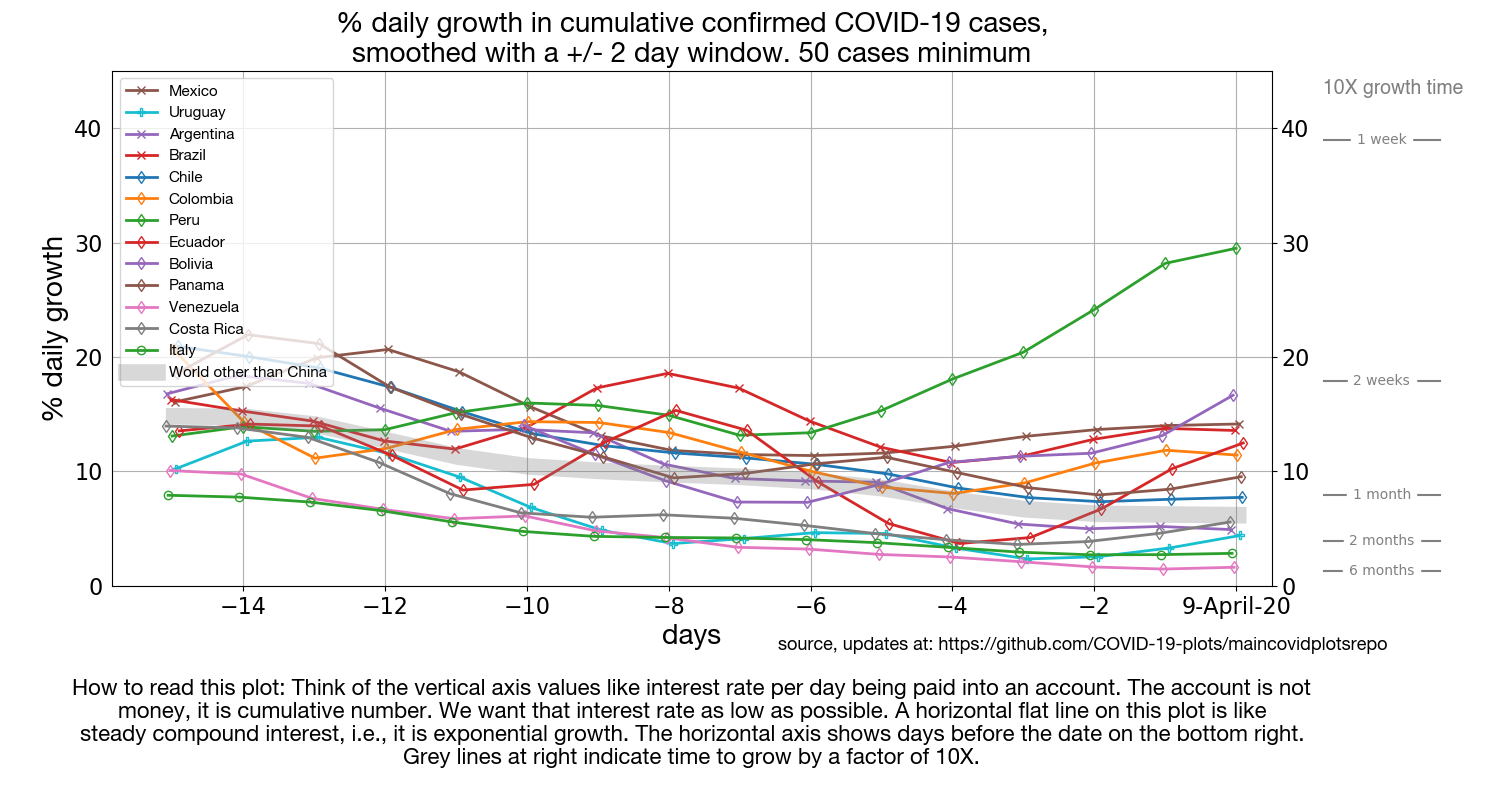 % daily growth in cumulative confirmed COVID-19 cases,
smoothed with a +/- 2 day window. 50 cases minimum
10X growth time
Mexico
Uruguay
Argentina
Brazil
Chile
Colombia
Peru
Ecuador
Bolivia
Panama
Venezuela
Costa Rica
Italy
World other than China
% daily growth
40
30
20
10
0
40
30
20
10
0
1 week
2 weeks
1 month
2 months
6 months
−14 −12 −10 −8 −6 −4 −2 9-April-20
days
source, updates at: https://github.com/COVID-19-plots/maincovidplotsrepo
How to read this plot: Think of the vertical axis values like interest rate per day being paid into an account. The account is not
money, it is cumulative number. We want that interest rate as low as possible. A horizontal flat line on this plot is like
steady compound interest, i.e., it is exponential growth. The horizontal axis shows days before the date on the bottom right.
Grey lines at right indicate time to grow by a factor of 10X.